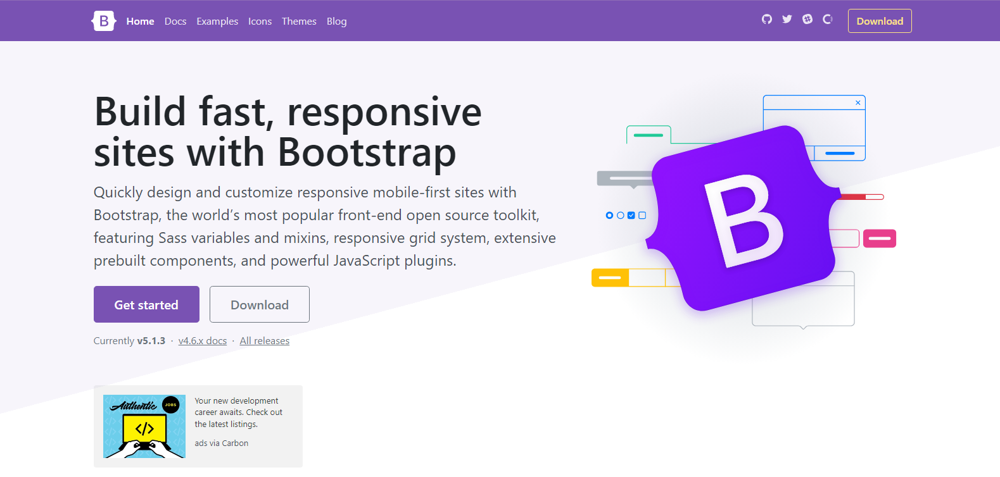 B Home Docs Examples Icons Themes Blog Download
Build fast, responsive
sites with Bootstrap
Quickly design and customize responsive mobile-first sites with
Bootstrap, the world’s most popular front-end open source toolkit,
featuring Sass variables and mixins, responsive grid system, extensive
prebuilt components, and powerful JavaScript plugins.
Get started Download
Currently v5.1.3 · v4.6.x docs · All releases
B
Authentic JOBS
</>
Your new development
career awaits. Check out
the latest listings.
ads via Carbon